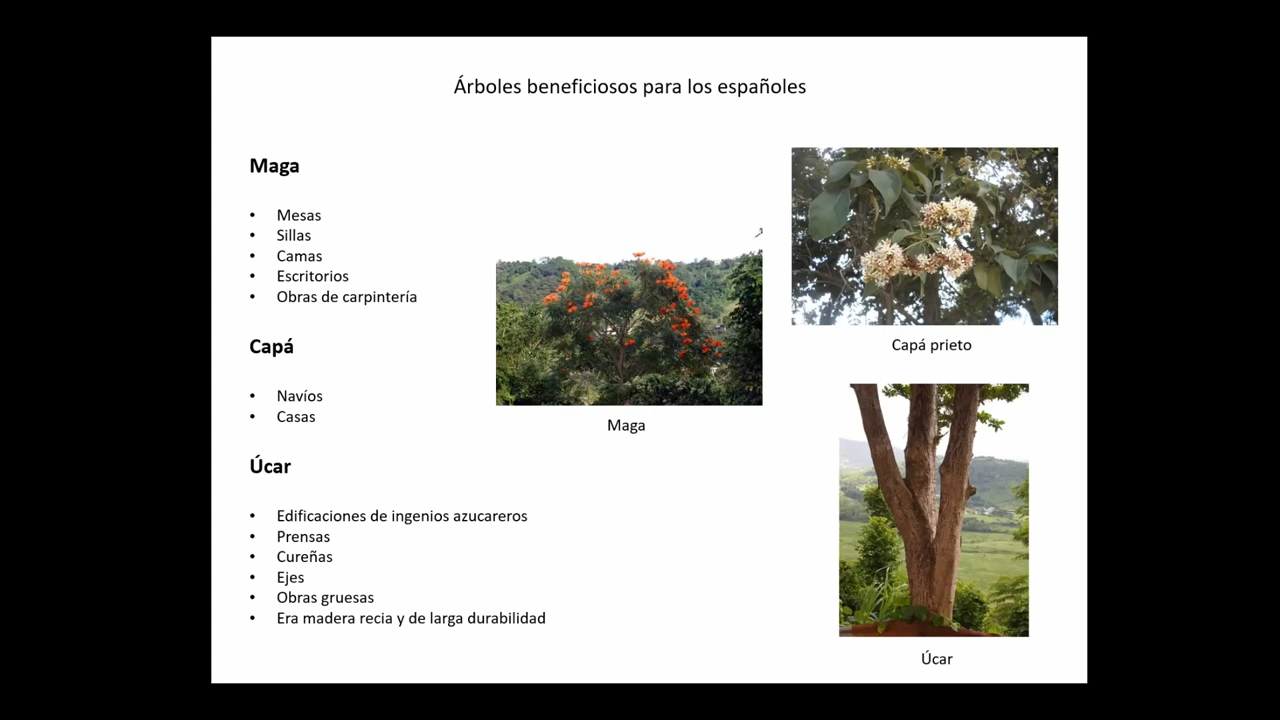 Árboles beneficiosos para los españoles
Maga
• Mesas
• Sillas
• Camas
• Escritorios
• Obras de carpintería
Capá
• Navíos
• Casas
Úcar
• Edificaciones de ingenios azucareros
• Prensas
• Cureñas
• Ejes
• Obras gruesas
• Era madera recia y de larga durabilidad
Maga
Capá prieto
Úcar